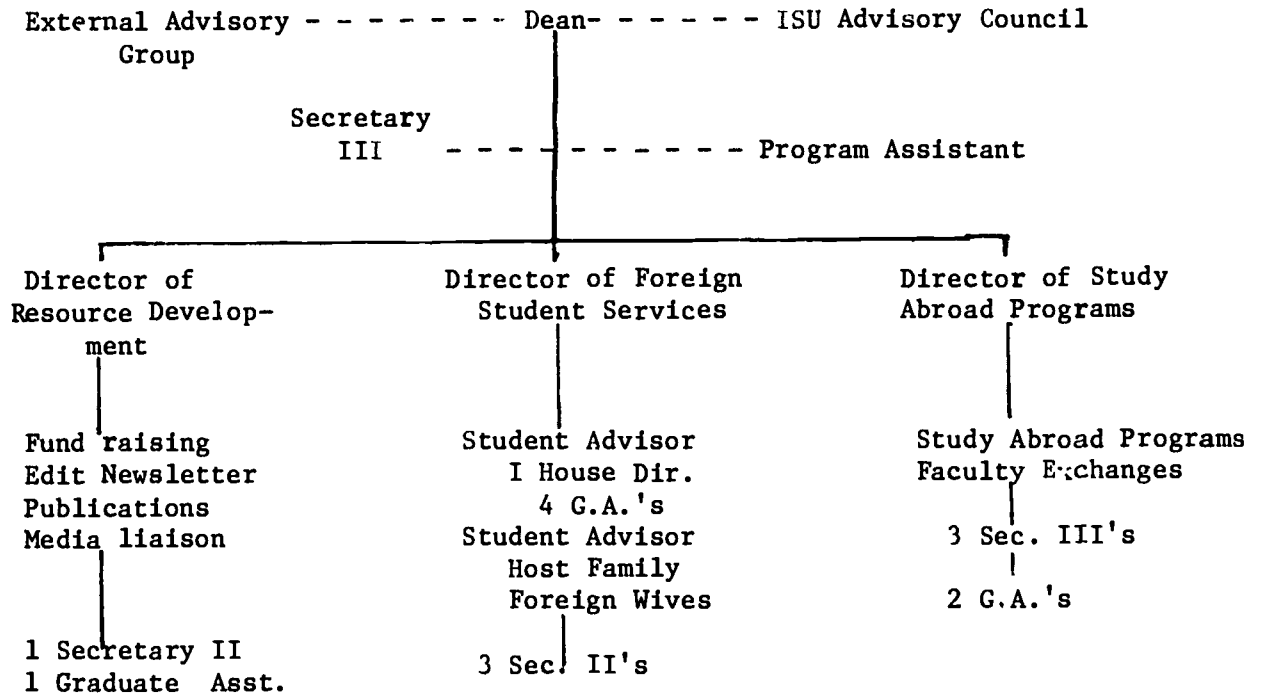 External Advisory Group
Dean
ISU Advisory Council
Secretary III
Program Assistant
Director of
Resource Develop-
ment
Fund raising
Edit Newsletter
Publications
Media liaison
1 Secretary II
1 Graduate Asst.
Director of Foreign
Student Services
Student Advisor
I House Dir.
4 G.A.'s
Student Advisor
Host Family
Foreign Wives
3 Sec. II's
Director of Study
Abroad Programs
Study Abroad Programs
Faculty Exchanges
3 Sec. III's
2 G.A.'s